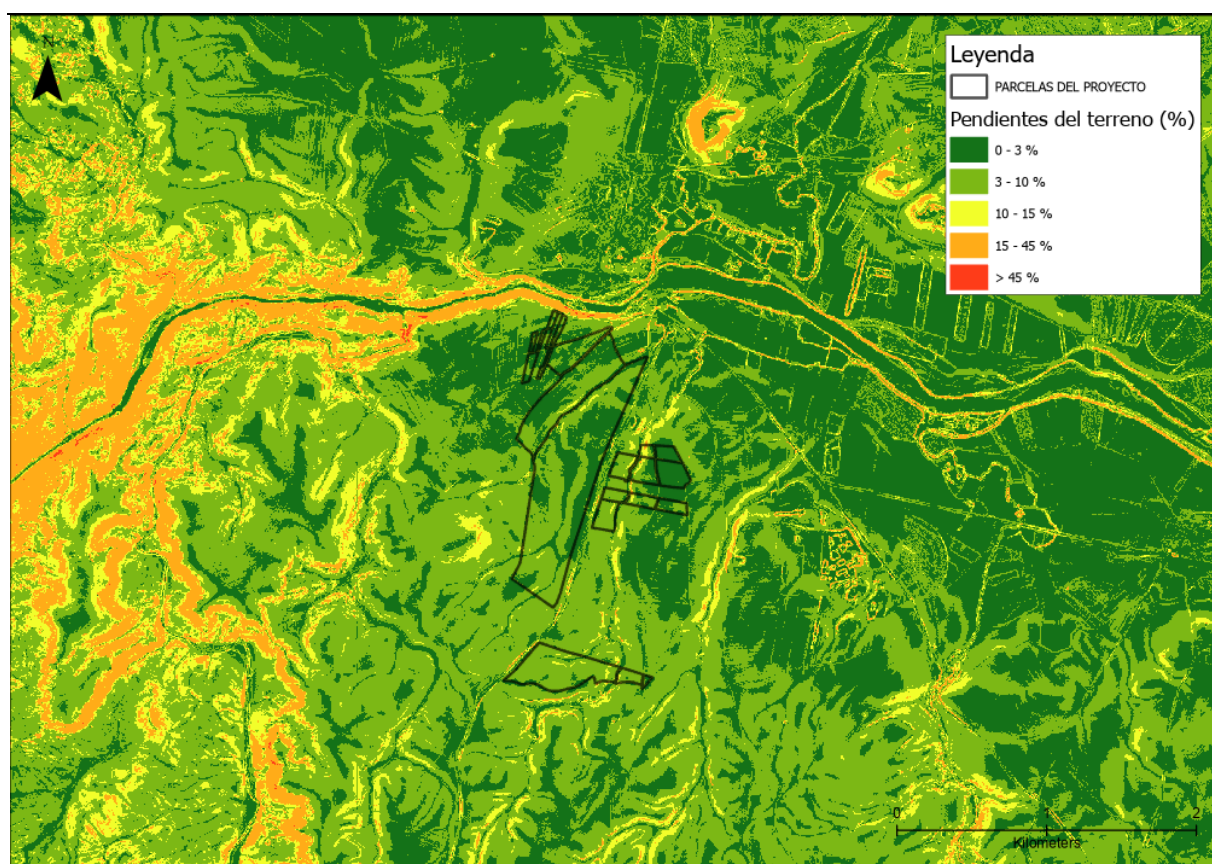 N
Leyenda
PARCELAS DEL PROYECTO
Pendientes del terreno (%)
0 - 3 %
3 - 10 %
10 - 15 %
15 - 45 %
> 45 %
0 1 2
Kilometers